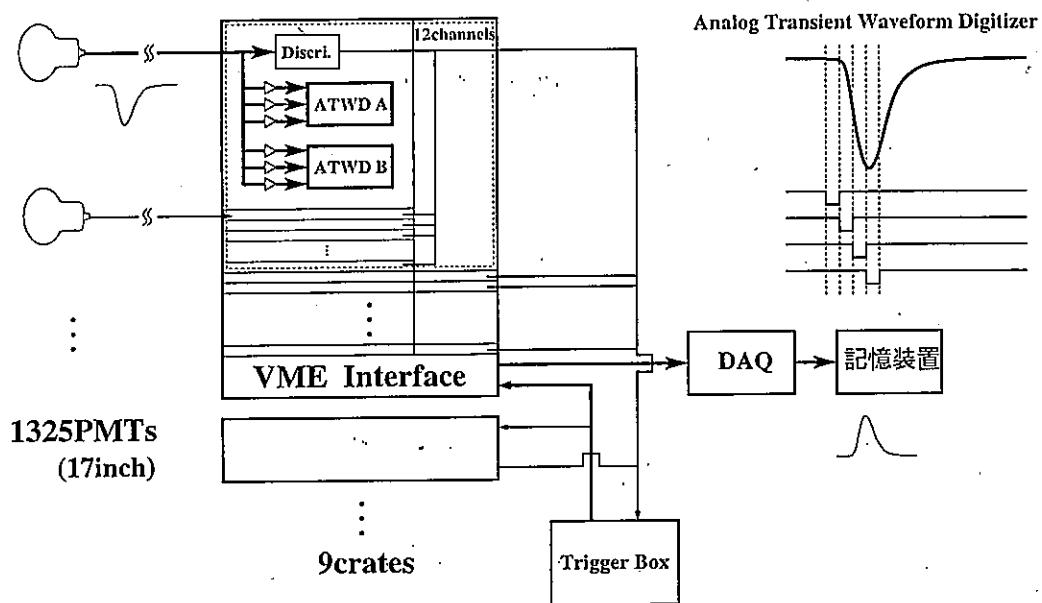 Analog Transient Waveform Digitizer
12channels
Discri.
ATWD A
ATWD B
VME Interface
DAQ
記憶装置
1325PMTs
(17inch)
9crates
Trigger Box